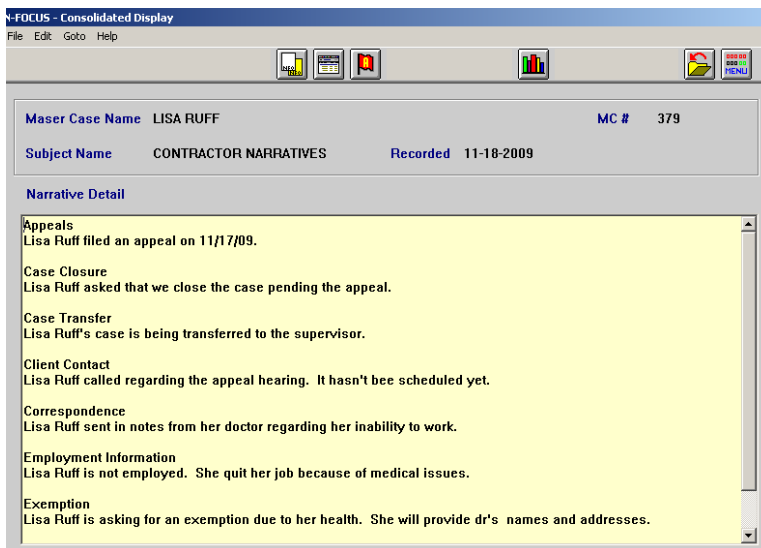 N-FOCUS - Consolidated Display
File Edit Goto Help
INFO
INFO
MENU
Maser Case Name LISA RUFF MC # 379
Subject Name CONTRACTOR NARRATIVES Recorded 11-18-2009
Narrative Detail
Appeals
Lisa Ruff filed an appeal on 11/17/09.
Case Closure
Lisa Ruff asked that we close the case pending the appeal.
Case Transfer
Lisa Ruff's case is being transferred to the supervisor.
Client Contact
Lisa Ruff called regarding the appeal hearing. It hasn't bee scheduled yet.
Correspondence
Lisa Ruff sent in notes from her doctor regarding her inability to work.
Employment Information
Lisa Ruff is not employed. She quit her job because of medical issues.
Exemption
Lisa Ruff is asking for an exemption due to her health. She will provide dr's names and addresses.